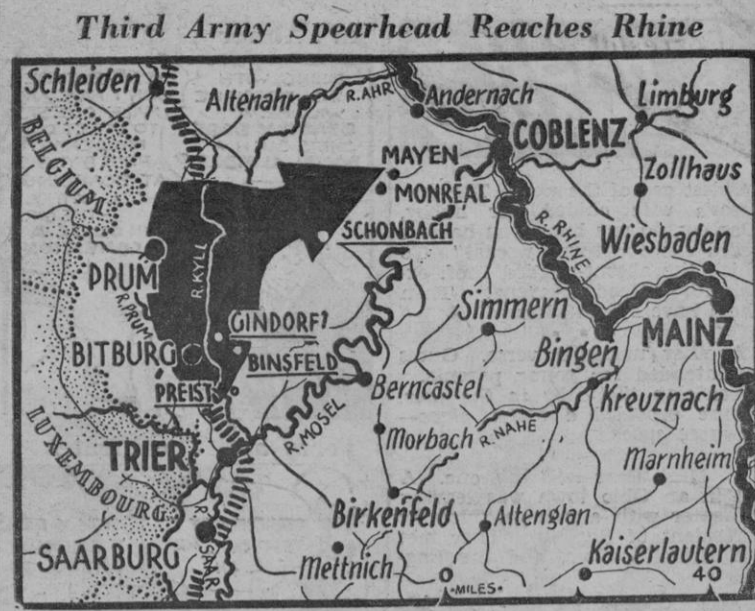 Third Army Spearhead Reaches Rhine
Schleiden
Altenahr
R. AHR
Andernach
Limburg
COBLENZ
BELGIUM
MAYEN
MONREAL
Zollhaus
SCHONBACH
R. RHINE
Wiesbaden
PRUM
R. KYLL
R. PRUM
GINDORF
Simmern
MAINZ
BITBURG
BINSFELD
Bingen
PREIST
Berncastel
Kreuznach
LUXEMBOURG
R. MOSEL
TRIER
Morbach
R. NAHE
Marnheim
Birkenfeld
Altenglan
R. SAAR
SAARBURG
Mettnich
Kaiserlautern
0 MILES 40